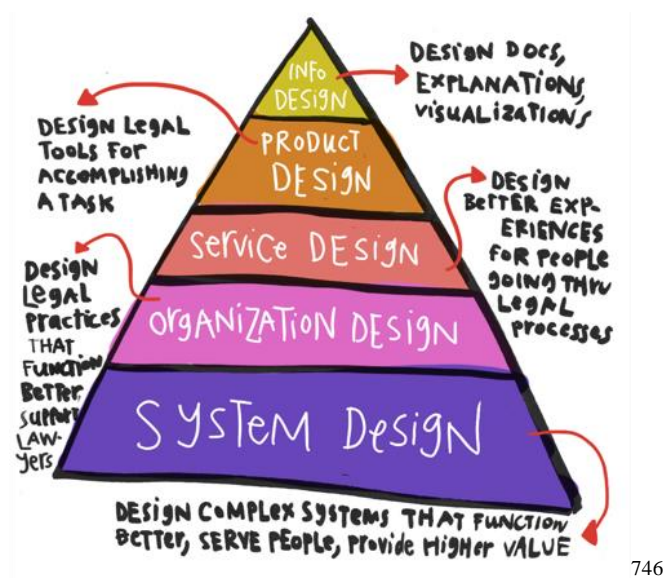 INFO
DESIGN
DESIGN DOCS,
EXPLANATIONS,
VISUALIZATIONS
PRODUCT
DESIGN
DESIGN LEGAL
TOOLS FOR
ACCOMPLISHING
A TASK
SERVICE DESIGN
DESIGN
BETTER EXP-
ERIENCES
FOR PEOPLE
GOING THRU
LEGAL
PROCESSES
ORGANIZATION DESIGN
DESIGN
LEGAL
PRACTICES
THAT
FUNCTION
BETTER,
SUPPORT
LAW-
YERS
SYSTEM DESIGN
DESIGN COMPLEX SYSTEMS THAT FUNCTION
BETTER, SERVE PEOPLE, PROVIDE HIGHER VALUE
746